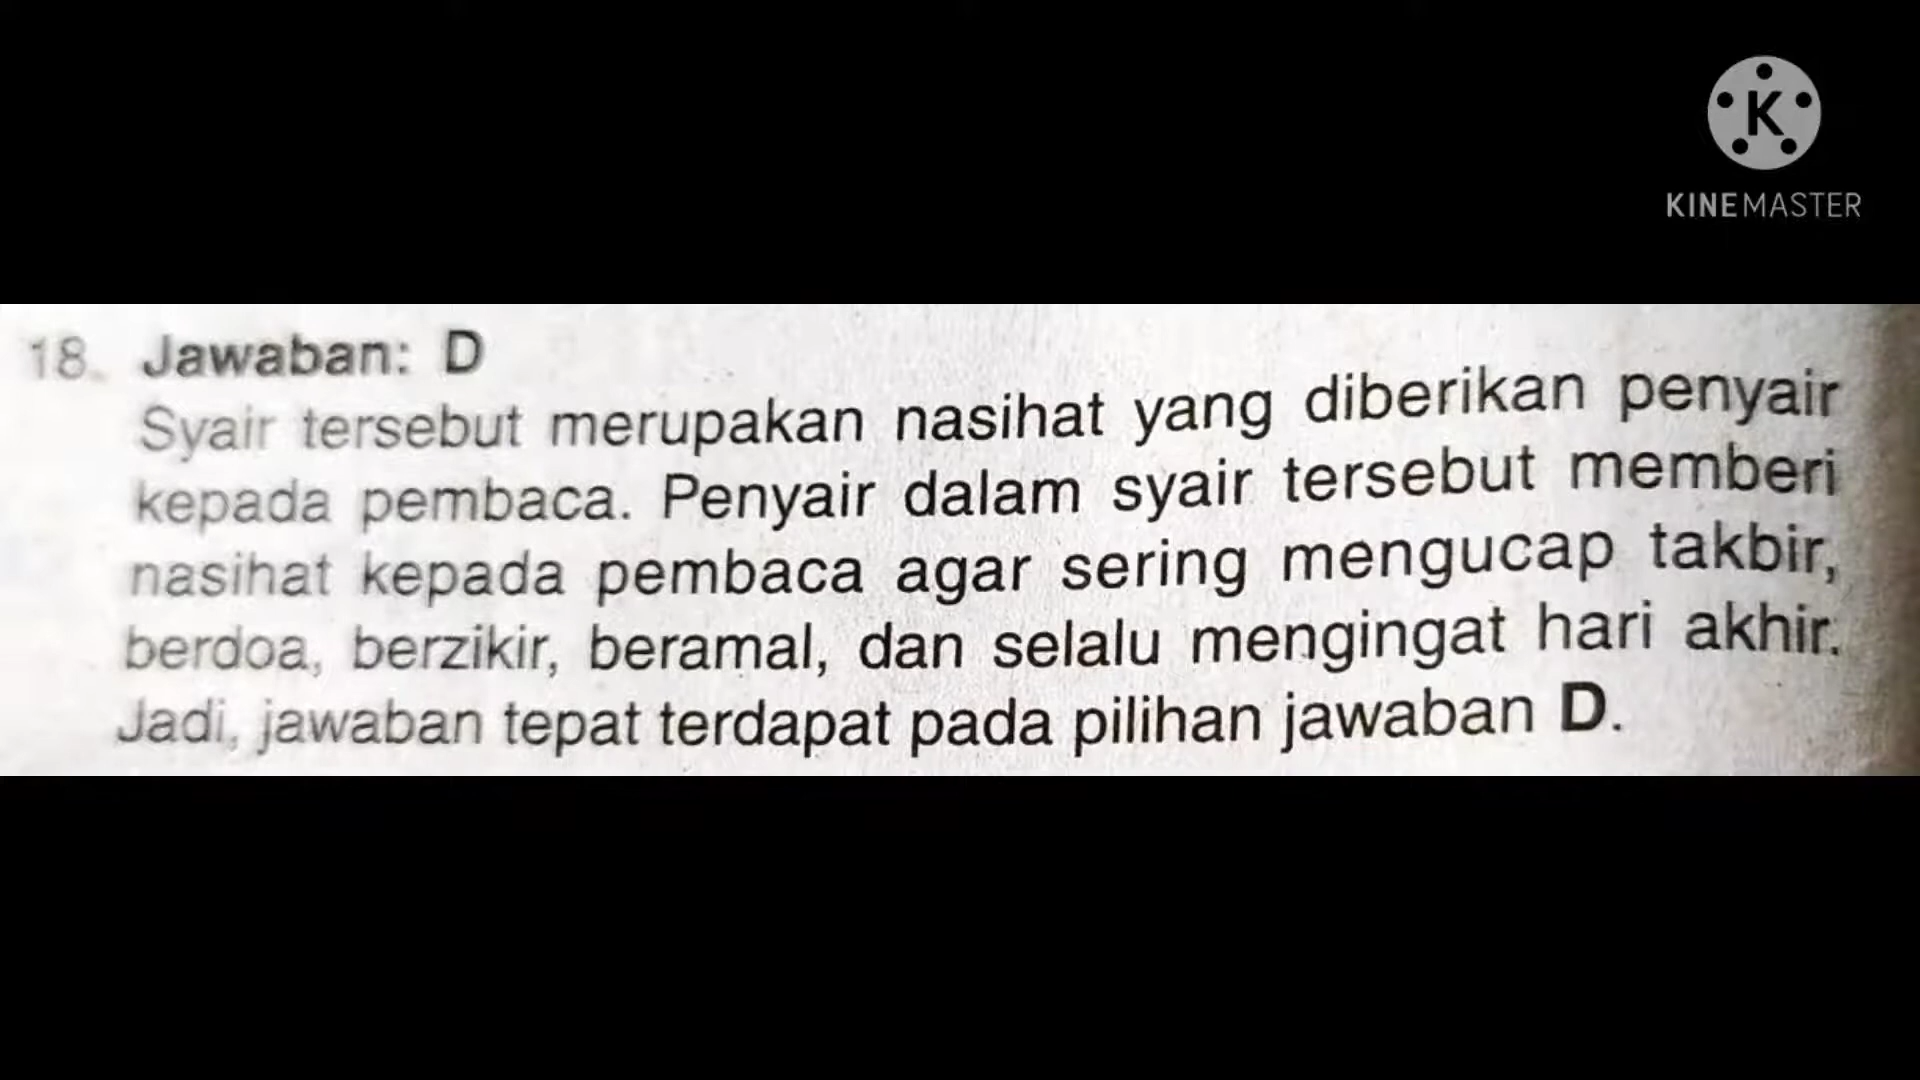 K
KINEMASTER
18. Jawaban: D
Syair tersebut merupakan nasihat yang diberikan penyair
kepada pembaca. Penyair dalam syair tersebut memberi
nasihat kepada pembaca agar sering mengucap takbir,
berdoa, berzikir, beramal, dan selalu mengingat hari akhir.
Jadi, jawaban tepat terdapat pada pilihan jawaban D.